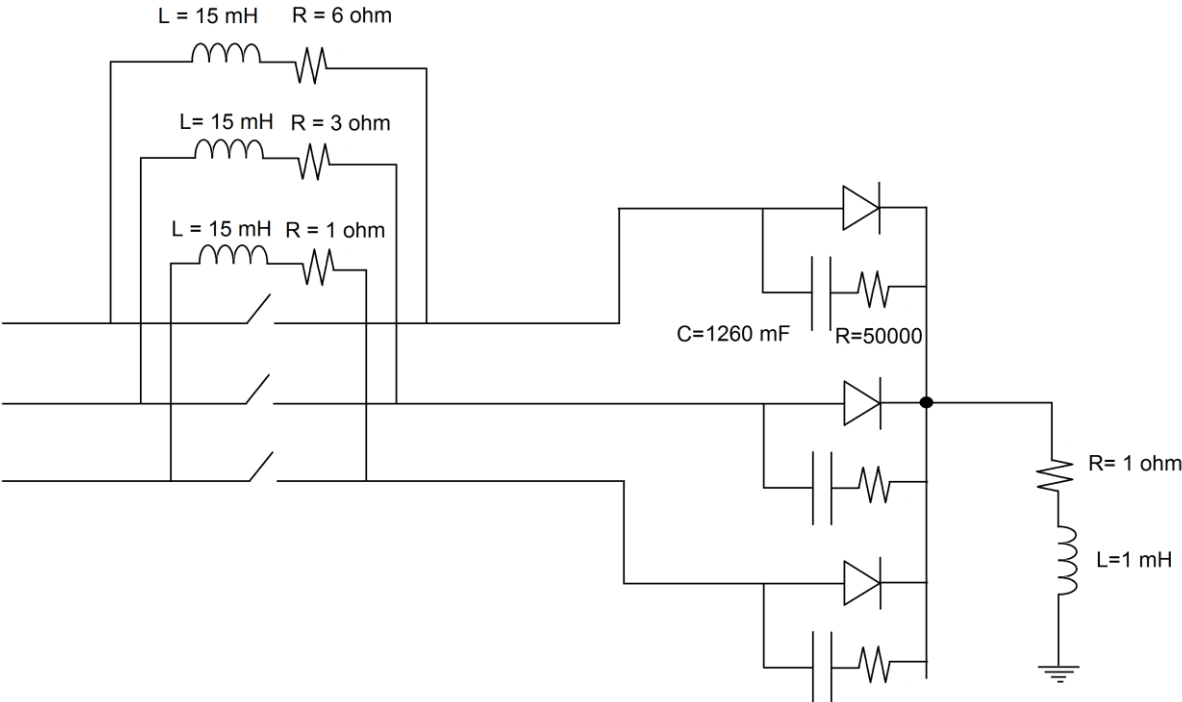 L = 15 mH R = 6 ohm
L= 15 mH R = 3 ohm
L = 15 mH R = 1 ohm
C=1260 mF R=50000
R= 1 ohm
L=1 mH